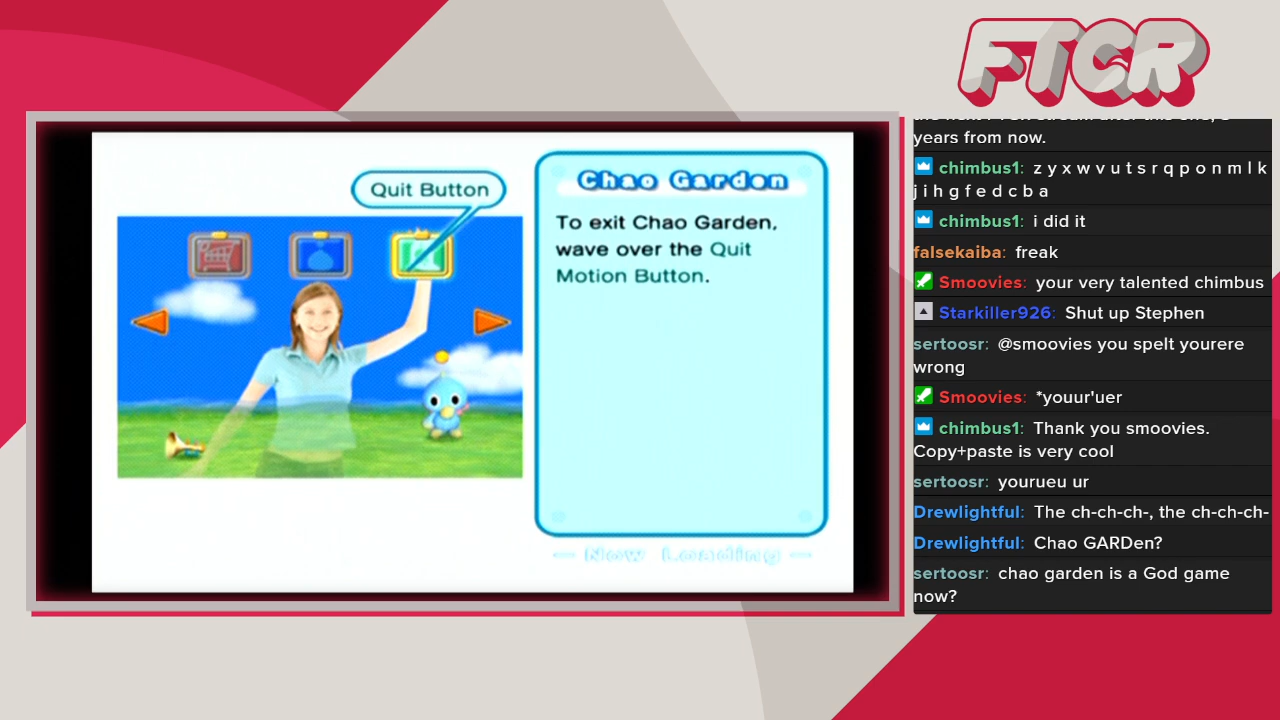 FTCR
Quit Button
Chao Garden
To exit Chao Garden,
wave over the Quit
Motion Button.
Now Loading
years from now.
chimbus1: z y x w v u t s r q p o n m l k
j i h g f e d c b a
chimbus1: i did it
falsekaiba: freak
Smoovies: your very talented chimbus
Starkiller926: Shut up Stephen
sertoosr: @smoovies you spelt yourere
wrong
Smoovies: *youur'uer
chimbus1: Thank you smoovies.
Copy+paste is very cool
sertoosr: yourueu ur
Drewlightful: The ch-ch-ch-, the ch-ch-ch-
Drewlightful: Chao GARDen?
sertoosr: chao garden is a God game
now?